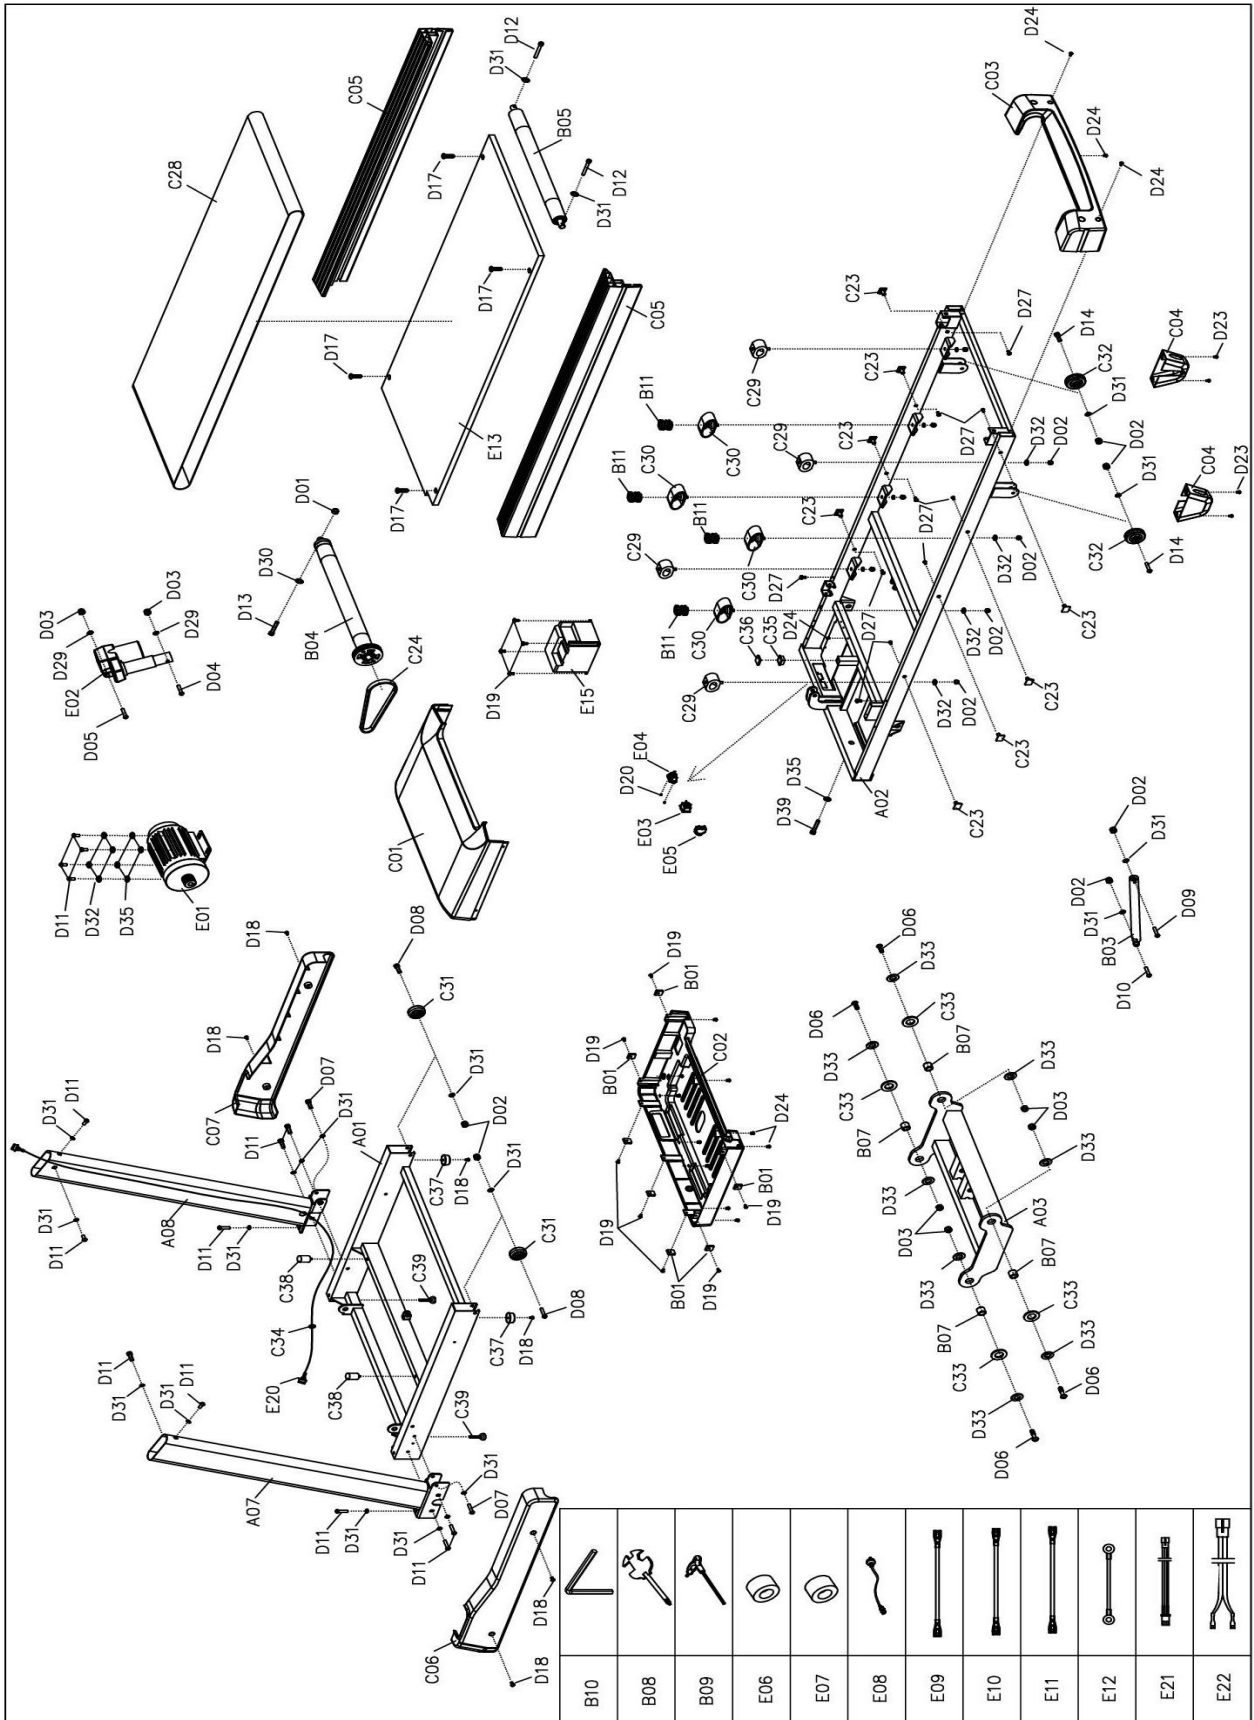 C28
C05
D12
D31
B05
D12
D31
D17
D17
D17
D17
E13
C05
D24
C03
D24
D24
D01
D30
D13
B04
C24
D03
D03
D29
D29
E02
D04
D05
D19
E15
C01
D11
D32
D35
E01
C23
C29
C23
B11
C30
C29
C23
B11
C30
B11
C30
C23
C29
D27
B11
C30
D24
C35
C36
C29
D27
D27
D27
D27
D14
C32
D31
D02
D31
C32
D14
C04
D23
C04
D23
D32
D02
D32
D02
D32
D02
D32
D02
C23
C23
C23
C23
A02
D35
D39
E04
D20
E03
E05
D18
D18
C07
D08
C31
D31
D02
D31
C31
D08
D11
D31
D07
D31
D11
A01
A08
D31
D11
D11
D31
C37
D18
C38
C39
C34
E20
C37
D18
C38
C39
D11
D31
D31
D11
A07
D11
D31
D31
D07
D31
D11
C06
D18
D18
D19
B01
D19
B01
C02
D24
B01
D19
D19
B01
D19
D02
D31
D02
D31
B03
D09
D10
D06
D33
C33
B07
D06
D33
C33
B07
D33
D03
D33
D33
D03
D33
A03
B07
C33
D33
D06
B07
C33
D33
D06
B10
B08
B09
E06
E07
E08
E09
E10
E11
E12
E21
E22